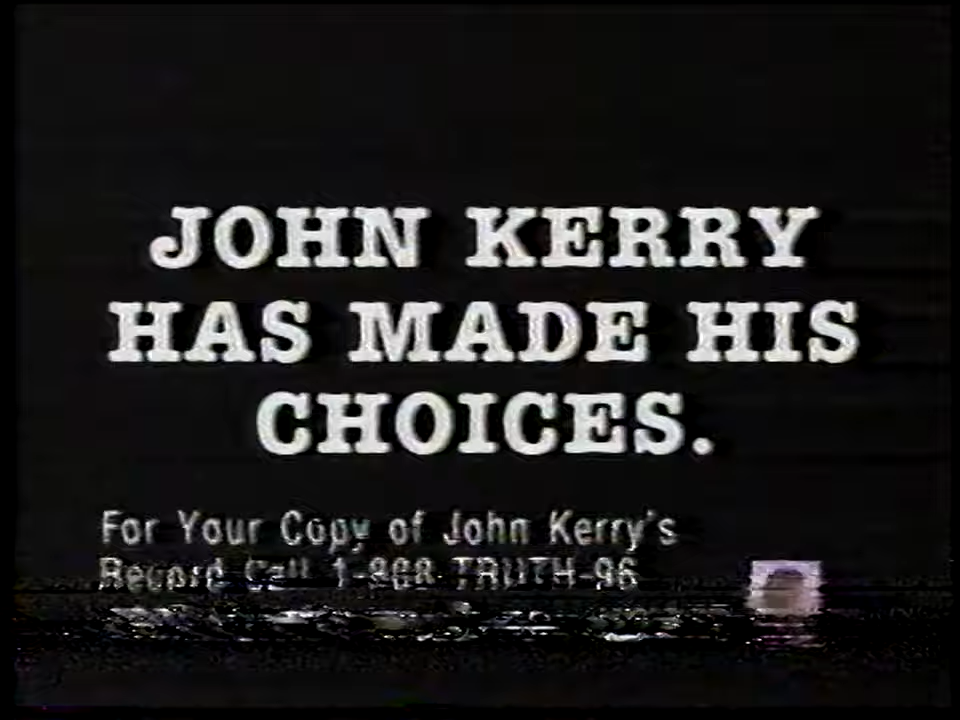 JOHN KERRY
HAS MADE HIS
CHOICES.
For Your Copy of John Kerry's
Record Call 1-888 TRUTH-96